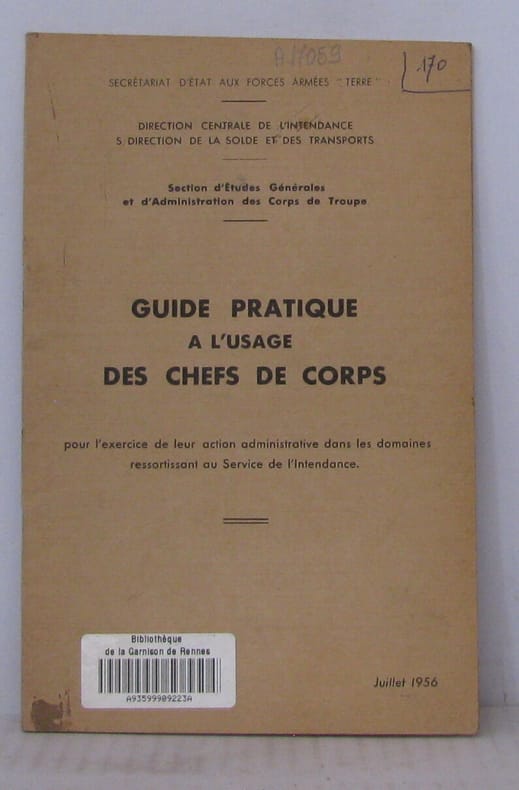 A11059
170
SECRÉTARIAT D'ÉTAT AUX FORCES ARMÉES "TERRE"
DIRECTION CENTRALE DE L'INTENDANCE
S DIRECTION DE LA SOLDE ET DES TRANSPORTS
Section d'Études Générales
et d'Administration des Corps de Troupe
GUIDE PRATIQUE
A L'USAGE
DES CHEFS DE CORPS
pour l'exercice de leur action administrative dans les domaines
ressortissant au Service de l'Intendance.
Bibliothèque
de la Garnison de Rennes
A93599909223A
Juillet 1956